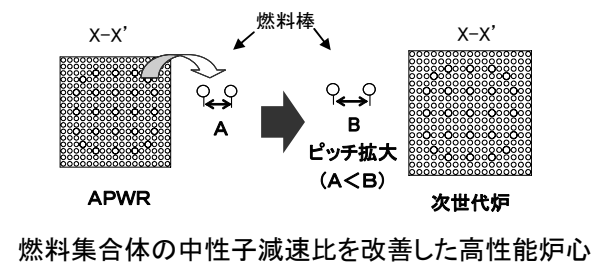 燃料棒
X−X’
X−X’
A
B
ピッチ拡大
(A<B)
APWR
次世代炉
燃料集合体の中性子減速比を改善した高性能炉心